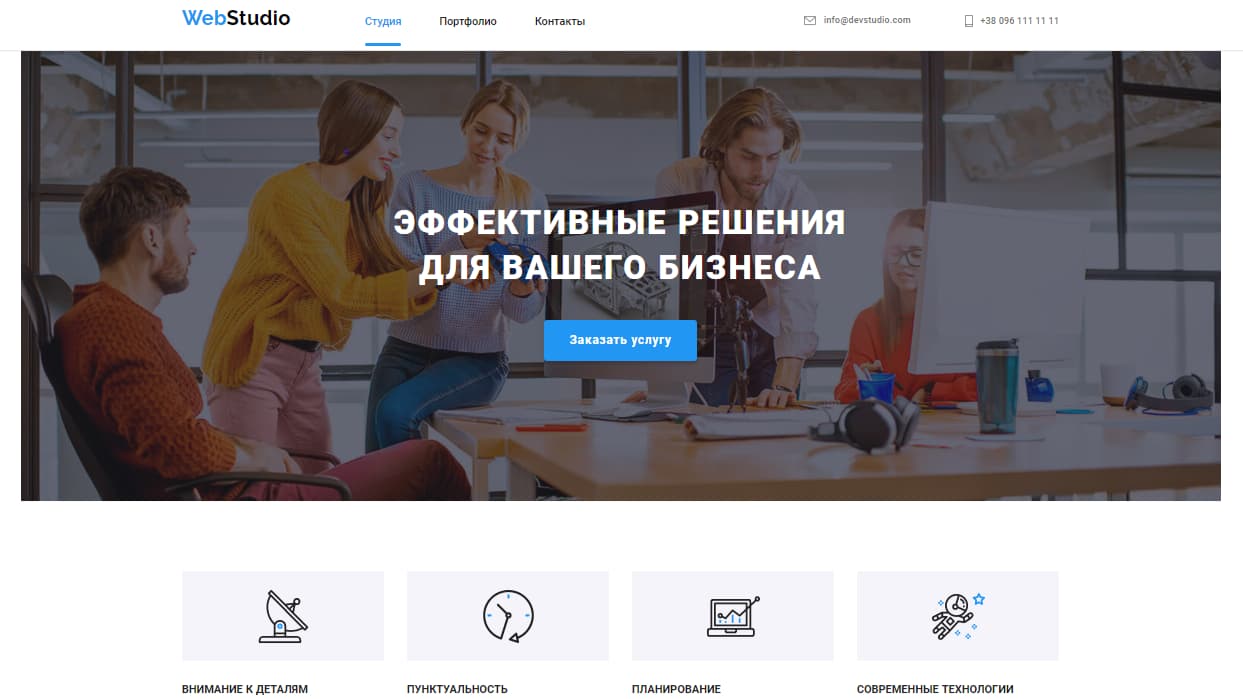 WebStudio
Студия
Портфолио
Контакты
info@devstudio.com
+38 096 111 11 11
ЭФФЕКТИВНЫЕ РЕШЕНИЯ
ДЛЯ ВАШЕГО БИЗНЕСА
Заказать услугу
ВНИМАНИЕ К ДЕТАЛЯМ
ПУНКТУАЛЬНОСТЬ
ПЛАНИРОВАНИЕ
СОВРЕМЕННЫЕ ТЕХНОЛОГИИ